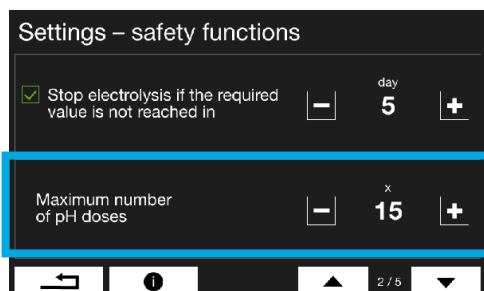 Settings – safety functions
Stop electrolysis if the required
value is not reached in
day
5
Maximum number
of pH doses
x
15
2/5